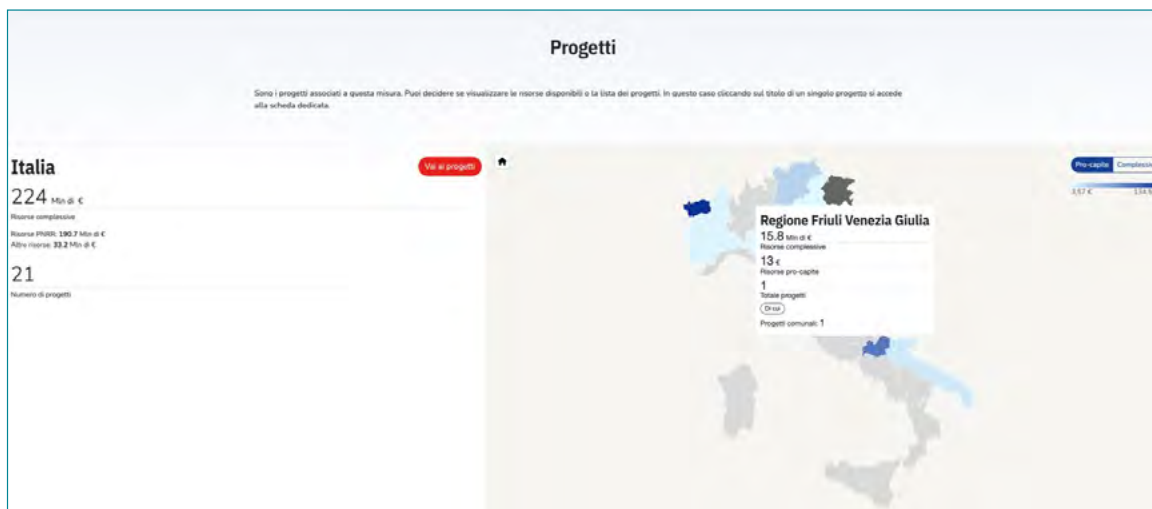 Progetti
Sono i progetti associati a questa misura. Puoi decidere se visualizzare le risorse disponibili o la lista dei progetti. In questo caso cliccando sul titolo di un singolo progetto si accede
alla scheda dedicata.
Italia
Vai ai progetti
224 Mln di €
Risorse complessive
Risorse PNRR: 190.7 Mln di €
Altre risorse: 33.2 Mln di €
21
Numero di progetti
Pro-capite
3,57 €
Regione Friuli Venezia Giulia
15.8 Mln di €
Risorse complessive
13 €
Risorse pro-capite
1
Totale progetti
Di cui
Progetti comunali: 1